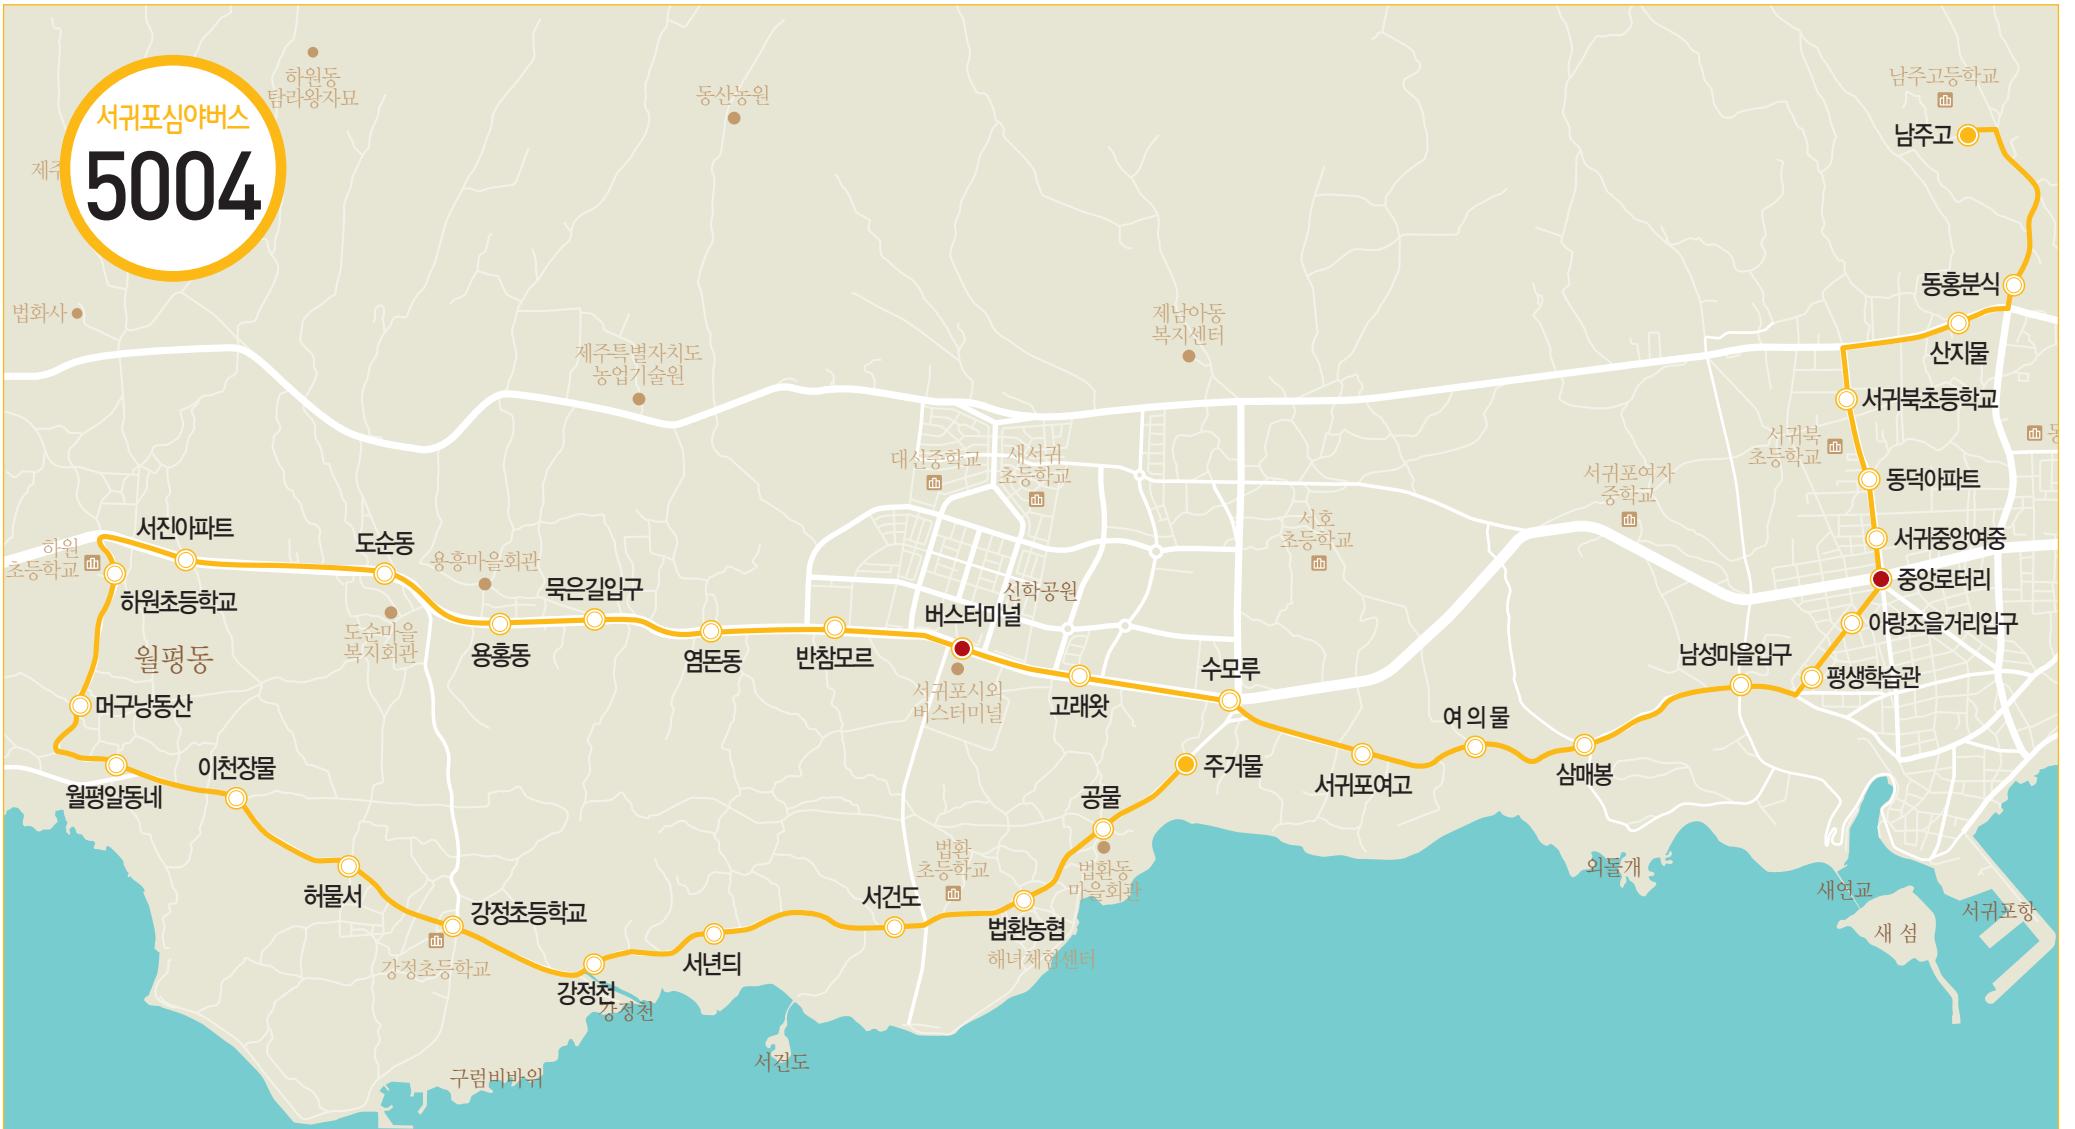 서귀포심야버스
5004
하원동
탐라왕자묘
동산농원
남주고등학교
남주고
제주
법화사
동홍분식
산지물
제주특별자치도
농업기술원
제남아동
복지센터
서귀북초등학교
서귀북
초등학교
동
대신중학교
새서귀
초등학교
서귀포여자
중학교
동덕아파트
서호
초등학교
서귀중앙여중
중앙로터리
하원
초등학교
서진아파트
도순동
용흥마을회관
묵은길입구
신학공원
하원초등학교
월평동
도순마을
복지회관
용흥동
염돈동
반참모르
버스터미널
서귀포시외
버스터미널
고래왓
수모루
아랑조을거리입구
남성마을입구
평생학습관
머구낭동산
여의물
주거물
서귀포여고
삼매봉
이천장물
월평알동네
공물
법환
초등학교
법환동
마을회관
외돌개
새연교
서귀포항
새 섬
허물서
강정초등학교
강정초등학교
서건도
법환농협
해녀체험센터
서년듸
강정천
강정천
서건도
구럼비바위